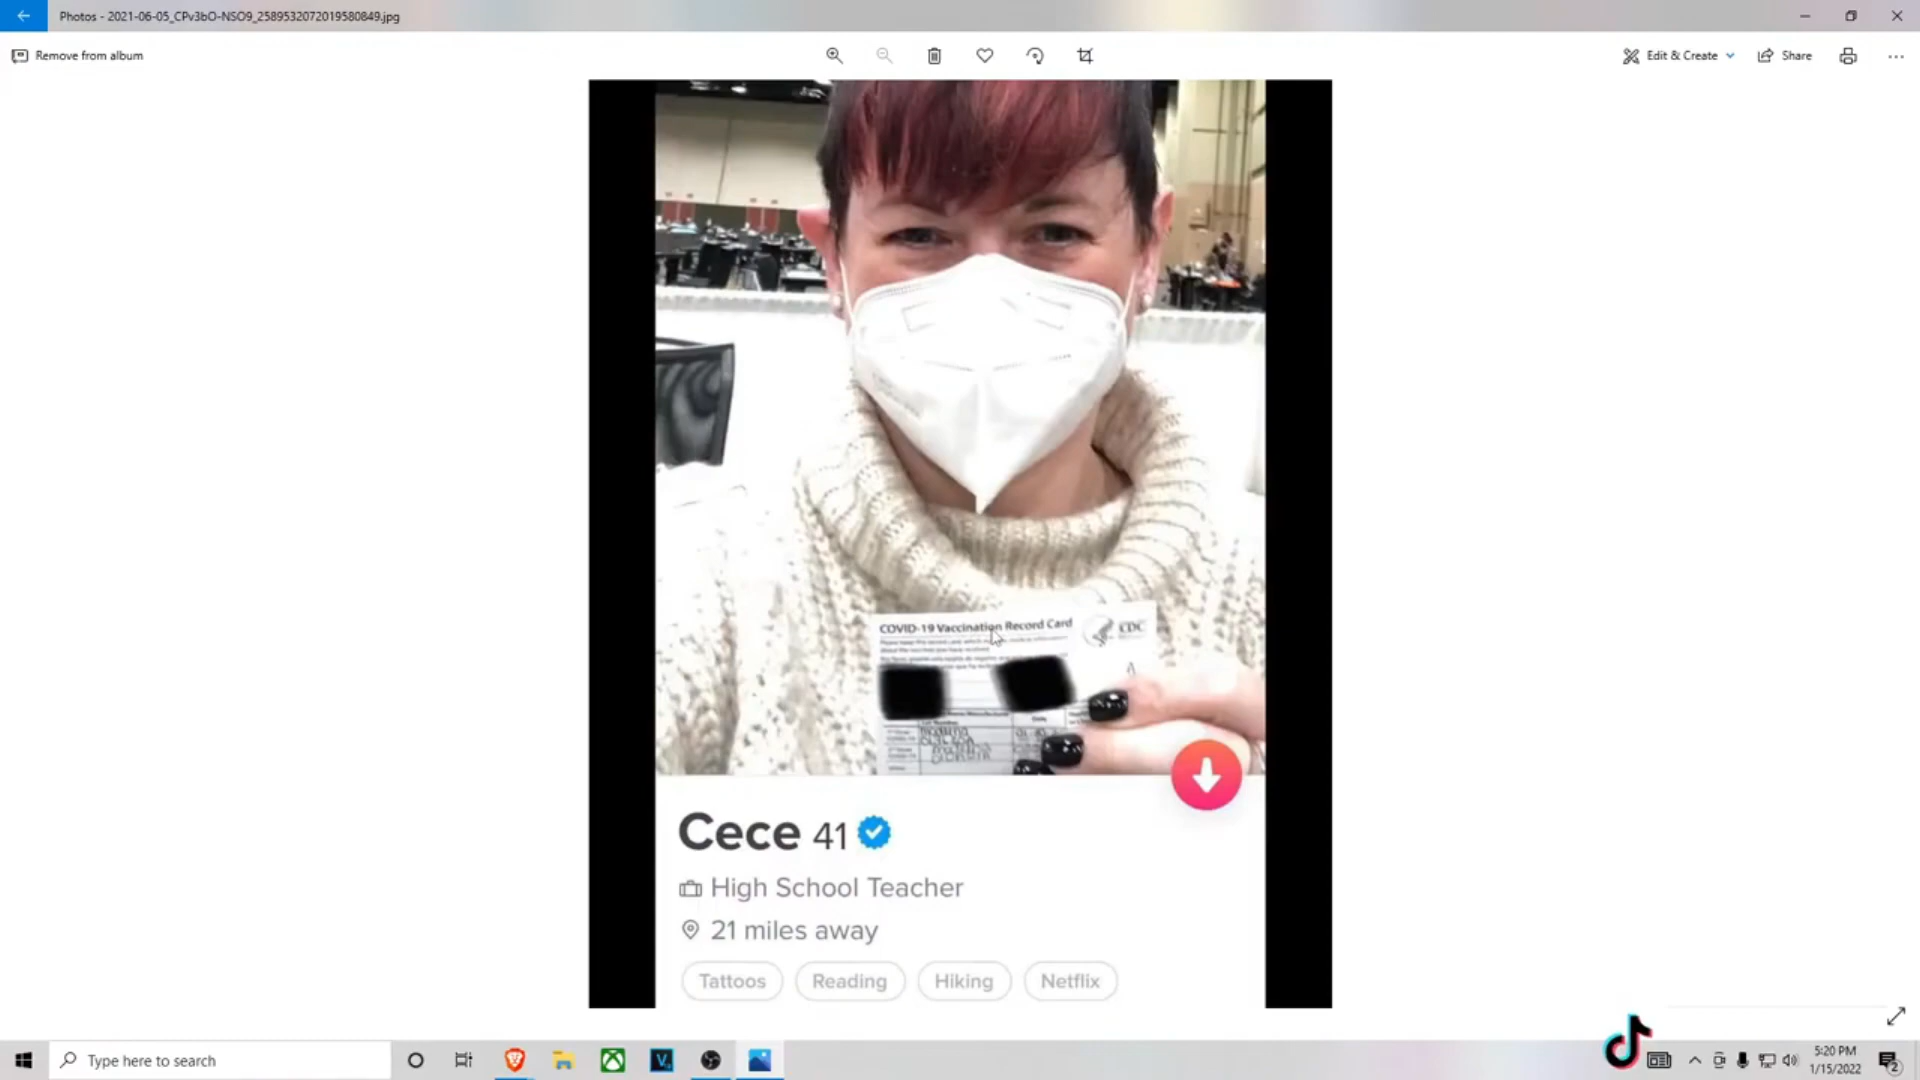 Photos - 2021-06-05_CPv3bO-NSO9_2589532072019580849.jpg
Remove from album
Edit & Create
Share
COVID-19 Vaccination Record Card
CDC
Cece 41
High School Teacher
21 miles away
Tattoos Reading Hiking Netflix
Type here to search
5:20 PM
1/15/2022
2